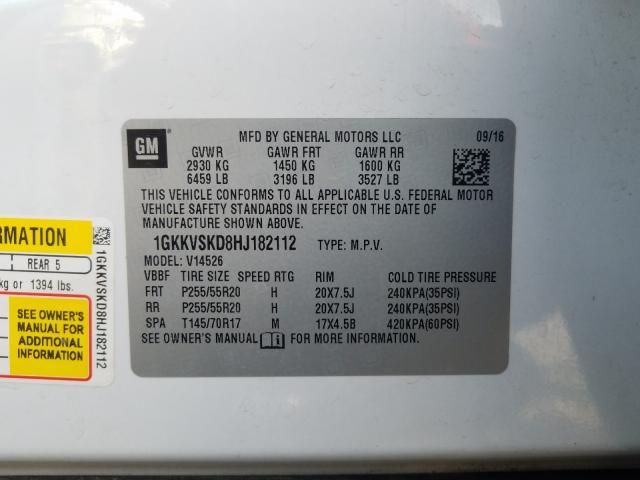 GM
MFD BY GENERAL MOTORS LLC 09/16
GVWR GAWR FRT GAWR RR
2930 KG 1450 KG 1600 KG
6459 LB 3196 LB 3527 LB
THIS VEHICLE CONFORMS TO ALL APPLICABLE U.S. FEDERAL MOTOR
VEHICLE SAFETY STANDARDS IN EFFECT ON THE DATE OF
MANUFACTURE SHOWN ABOVE.
1GKKVSKD8HJ182112 TYPE: M.P.V.
MODEL: V14526
VBBF TIRE SIZE SPEED RTG RIM COLD TIRE PRESSURE
FRT P255/55R20 H 20X7.5J 240KPA(35PSI)
RR P255/55R20 H 20X7.5J 240KPA(35PSI)
SPA T145/70R17 M 17X4.5B 420KPA(60PSI)
SEE OWNER'S MANUAL i FOR MORE INFORMATION.
RMATION
REAR 5
kg or 1394 lbs.
SEE OWNER'S
MANUAL FOR
ADDITIONAL
INFORMATION
1GKKVSKD8HJ182112